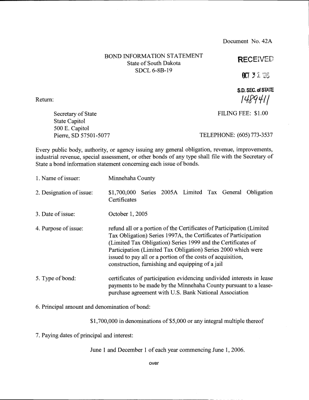 Document No. 42A
BOND INFORMATION STATEMENT
State of South Dakota
SDCL 6-8B-19
RECEIVED
OCT 31
S.D. SEC. of STATE
1489411
Return:
FILING FEE: $1.00
Secretary of State
State Capitol
500 E. Capitol
Pierre, SD 57501-5077
TELEPHONE: (605) 773-3537
Every public body, authority, or agency issuing any general obligation, revenue, improvements,
industrial revenue, special assessment, or other bonds of any type shall file with the Secretary of
State a bond information statement concerning each issue of bonds.
1. Name of issuer: Minnehaha County
2. Designation of issue: $1,700,000 Series 2005A Limited Tax General Obligation
Certificates
3. Date of issue: October 1, 2005
4. Purpose of issue: refund all or a portion of the Certificates of Participation (Limited
Tax Obligation) Series 1997A, the Certificates of Participation
(Limited Tax Obligation) Series 1999 and the Certificates of
Participation (Limited Tax Obligation) Series 2000 which were
issued to pay all or a portion of the costs of acquisition,
construction, furnishing and equipping of a jail
5. Type of bond: certificates of participation evidencing undivided interests in lease
payments to be made by the Minnehaha County pursuant to a lease-
purchase agreement with U.S. Bank National Association
6. Principal amount and denomination of bond:
$1,700,000 in denominations of $5,000 or any integral multiple thereof
7. Paying dates of principal and interest:
June 1 and December 1 of each year commencing June 1, 2006.
over